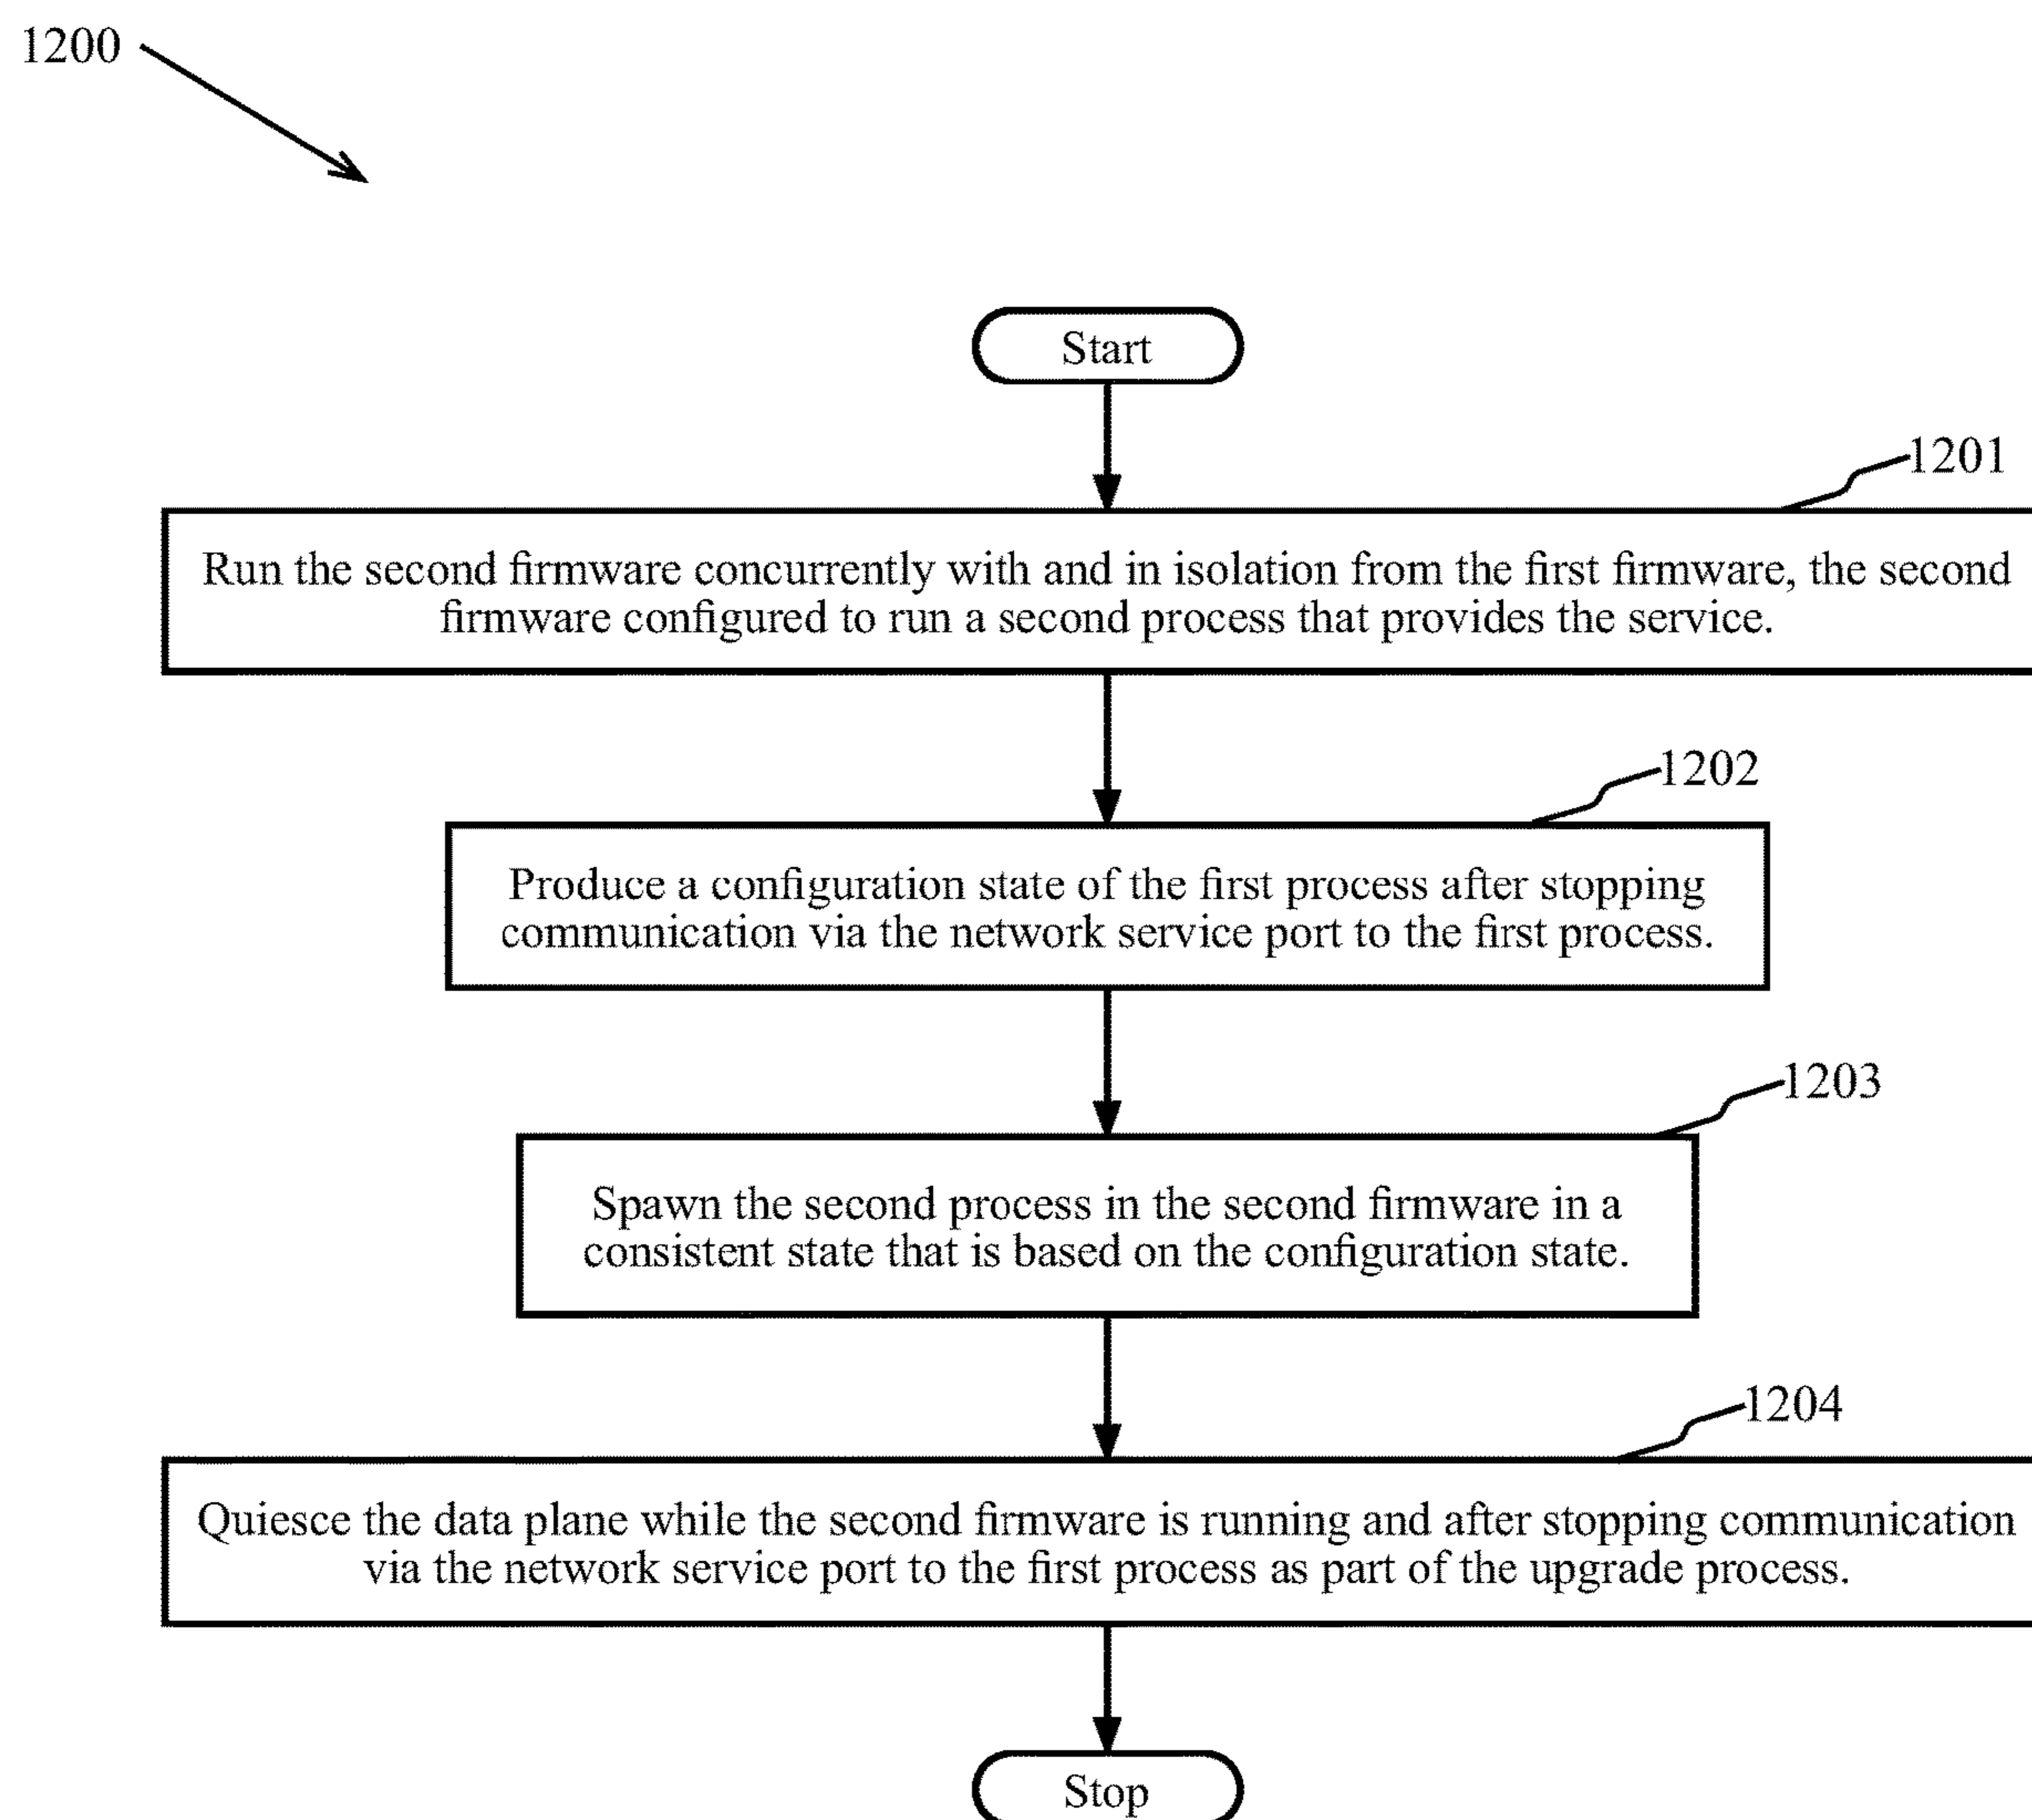 1200
Start
1201
Run the second firmware concurrently with and in isolation from the first firmware, the second
firmware configured to run a second process that provides the service.
1202
Produce a configuration state of the first process after stopping
communication via the network service port to the first process.
1203
Spawn the second process in the second firmware in a
consistent state that is based on the configuration state.
1204
Quiesce the data plane while the second firmware is running and after stopping communication
via the network service port to the first process as part of the upgrade process.
Stop